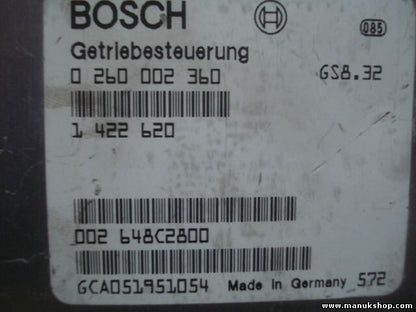 BOSCH
085
Getriebesteuerung
0 260 002 360 GS8.32
1 422 620
002 648C2800
GCA051951054 Made in Germany 572
www.manukshop.com